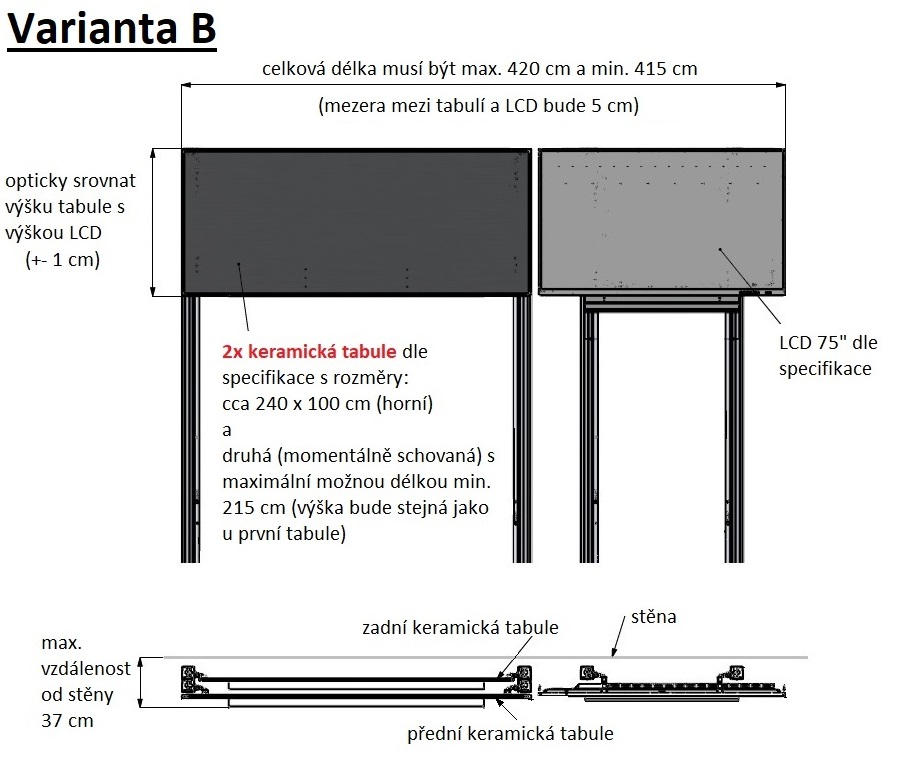 Varianta B
celková délka musí být max. 420 cm a min. 415 cm
(mezera mezi tabulí a LCD bude 5 cm)
opticky srovnat
výšku tabule s
výškou LCD
(+- 1 cm)
2x keramická tabule dle
specifikace s rozměry:
cca 240 x 100 cm (horní)
a
druhá (momentálně schovaná) s
maximální možnou délkou min.
215 cm (výška bude stejná jako
u první tabule)
LCD 75" dle
specifikace
stěna
zadní keramická tabule
max.
vzdálenost
od stěny
37 cm
přední keramická tabule